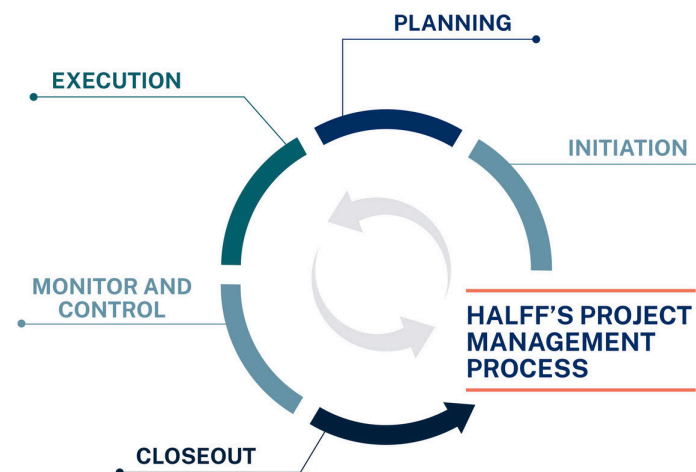 PLANNING
EXECUTION
INITIATION
MONITOR AND
CONTROL
HALFF'S PROJECT
MANAGEMENT
PROCESS
CLOSEOUT